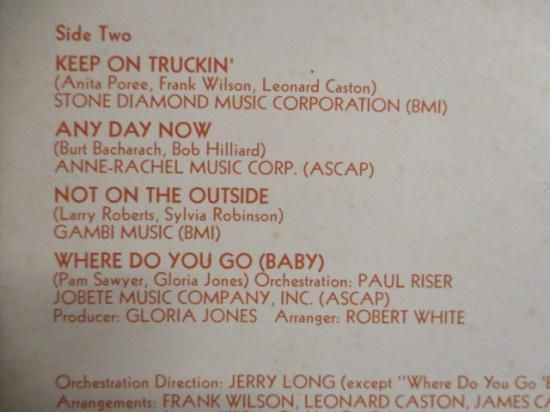 Side Two
KEEP ON TRUCKIN'
(Anita Poree, Frank Wilson, Leonard Caston)
STONE DIAMOND MUSIC CORPORATION (BMI)
ANY DAY NOW
(Burt Bacharach, Bob Hilliard)
ANNE-RACHEL MUSIC CORP. (ASCAP)
NOT ON THE OUTSIDE
(Larry Roberts, Sylvia Robinson)
GAMBI MUSIC (BMI)
WHERE DO YOU GO (BABY)
(Pam Sawyer, Gloria Jones) Orchestration: PAUL RISER
JOBETE MUSIC COMPANY, INC. (ASCAP)
Producer: GLORIA JONES Arranger: ROBERT WHITE
Orchestration Direction: JERRY LONG (except "Where Do You Go
Arrangements: FRANK WILSON, LEONARD CASTON, JAMES CA